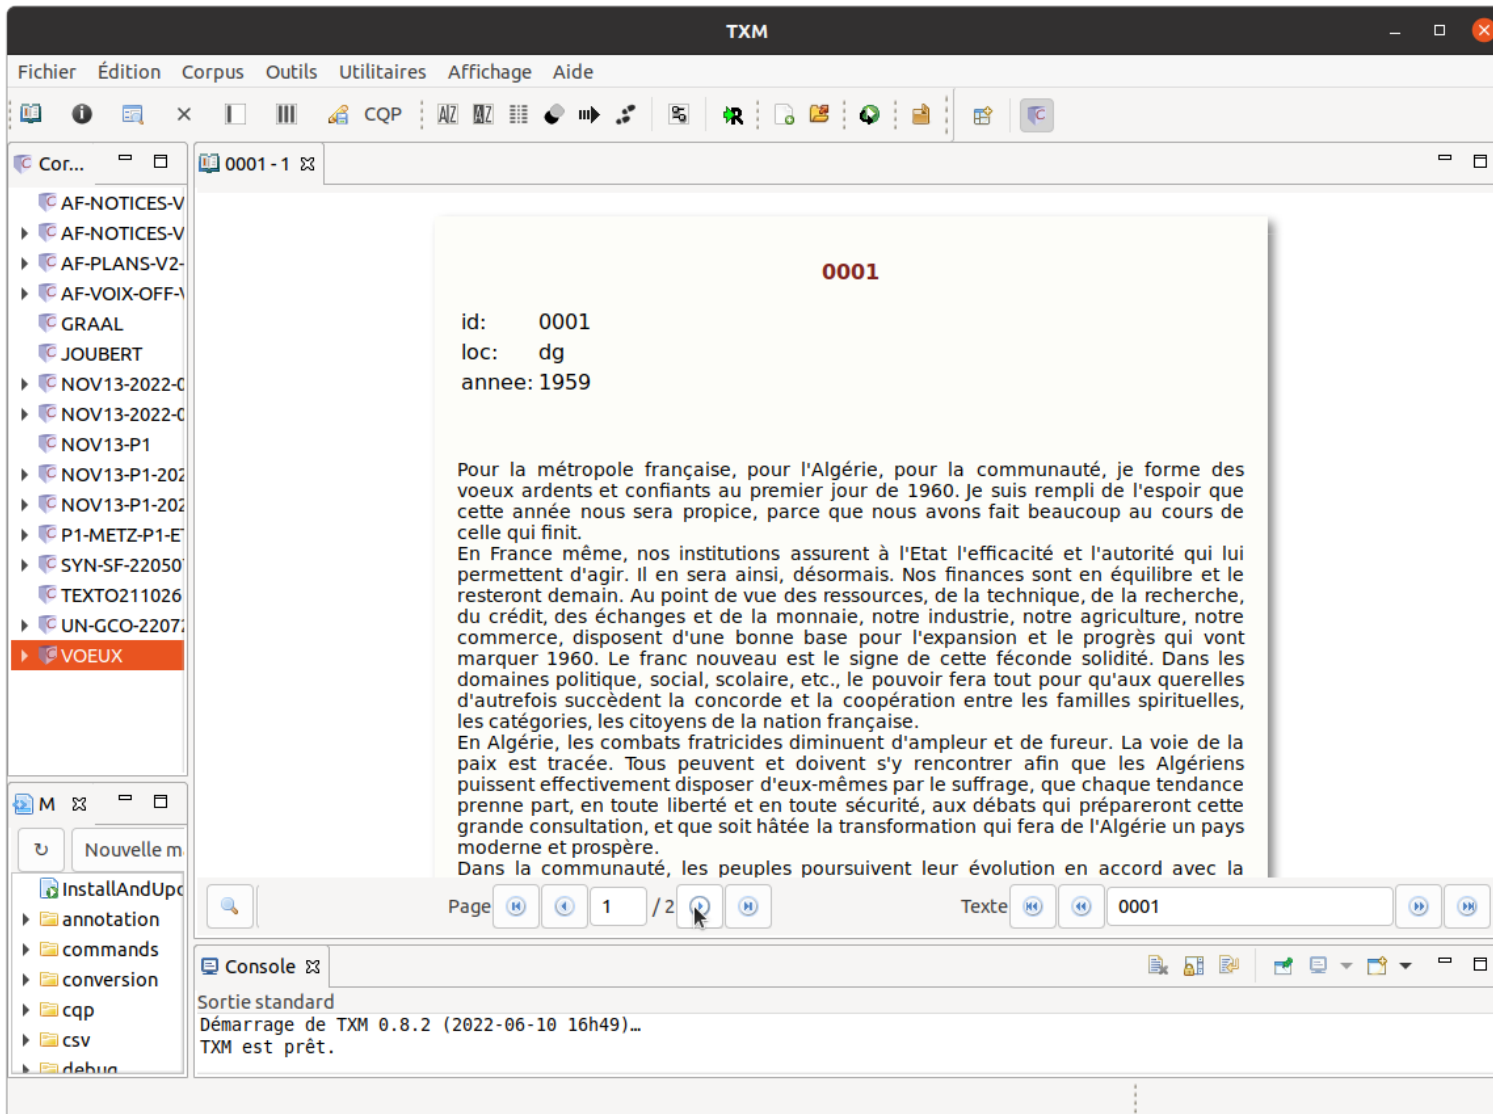 TXM
Fichier Édition Corpus Outils Utilitaires Affichage Aide
CQP
Cor...
AF-NOTICES-V
AF-NOTICES-V
AF-PLANS-V2-
AF-VOIX-OFF-V
GRAAL
JOUBERT
NOV13-2022-0
NOV13-2022-0
NOV13-P1
NOV13-P1-202
NOV13-P1-202
P1-METZ-P1-E
SYN-SF-22050
TEXTO211026
UN-GCO-2207
VOEUX
M
Nouvelle m
InstallAndUpd
annotation
commands
conversion
cqp
csv
debug
0001 - 1
0001
id: 0001
loc: dg
annee: 1959
Pour la métropole française, pour l'Algérie, pour la communauté, je forme des
voeux ardents et confiants au premier jour de 1960. Je suis rempli de l'espoir que
cette année nous sera propice, parce que nous avons fait beaucoup au cours de
celle qui finit.
En France même, nos institutions assurent à l'Etat l'efficacité et l'autorité qui lui
permettent d'agir. Il en sera ainsi, désormais. Nos finances sont en équilibre et le
resteront demain. Au point de vue des ressources, de la technique, de la recherche,
du crédit, des échanges et de la monnaie, notre industrie, notre agriculture, notre
commerce, disposent d'une bonne base pour l'expansion et le progrès qui vont
marquer 1960. Le franc nouveau est le signe de cette féconde solidité. Dans les
domaines politique, social, scolaire, etc., le pouvoir fera tout pour qu'aux querelles
d'autrefois succèdent la concorde et la coopération entre les familles spirituelles,
les catégories, les citoyens de la nation française.
En Algérie, les combats fratricides diminuent d'ampleur et de fureur. La voie de la
paix est tracée. Tous peuvent et doivent s'y rencontrer afin que les Algériens
puissent effectivement disposer d'eux-mêmes par le suffrage, que chaque tendance
prenne part, en toute liberté et en toute sécurité, aux débats qui prépareront cette
grande consultation, et que soit hâtée la transformation qui fera de l'Algérie un pays
moderne et prospère.
Dans la communauté, les peuples poursuivent leur évolution en accord avec la
Page 1 / 2 Texte 0001
Console
Sortie standard
Démarrage de TXM 0.8.2 (2022-06-10 16h49)…
TXM est prêt.